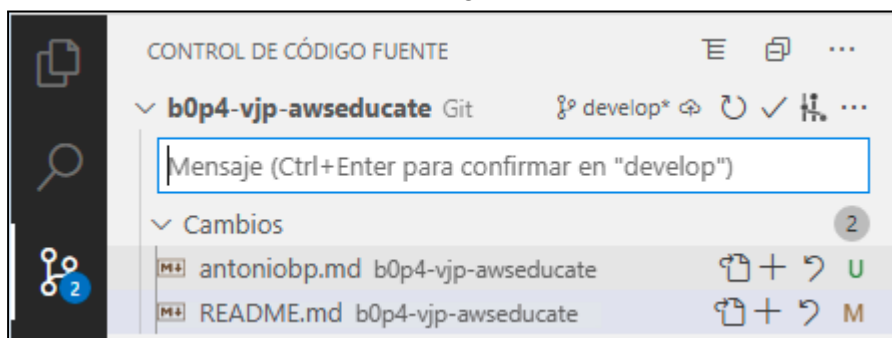 CONTROL DE CÓDIGO FUENTE
b0p4-vjp-awseducate Git develop*
Mensaje (Ctrl+Enter para confirmar en "develop")
Cambios 2
M+ antoniobp.md b0p4-vjp-awseducate U
2
M+ README.md b0p4-vjp-awseducate M